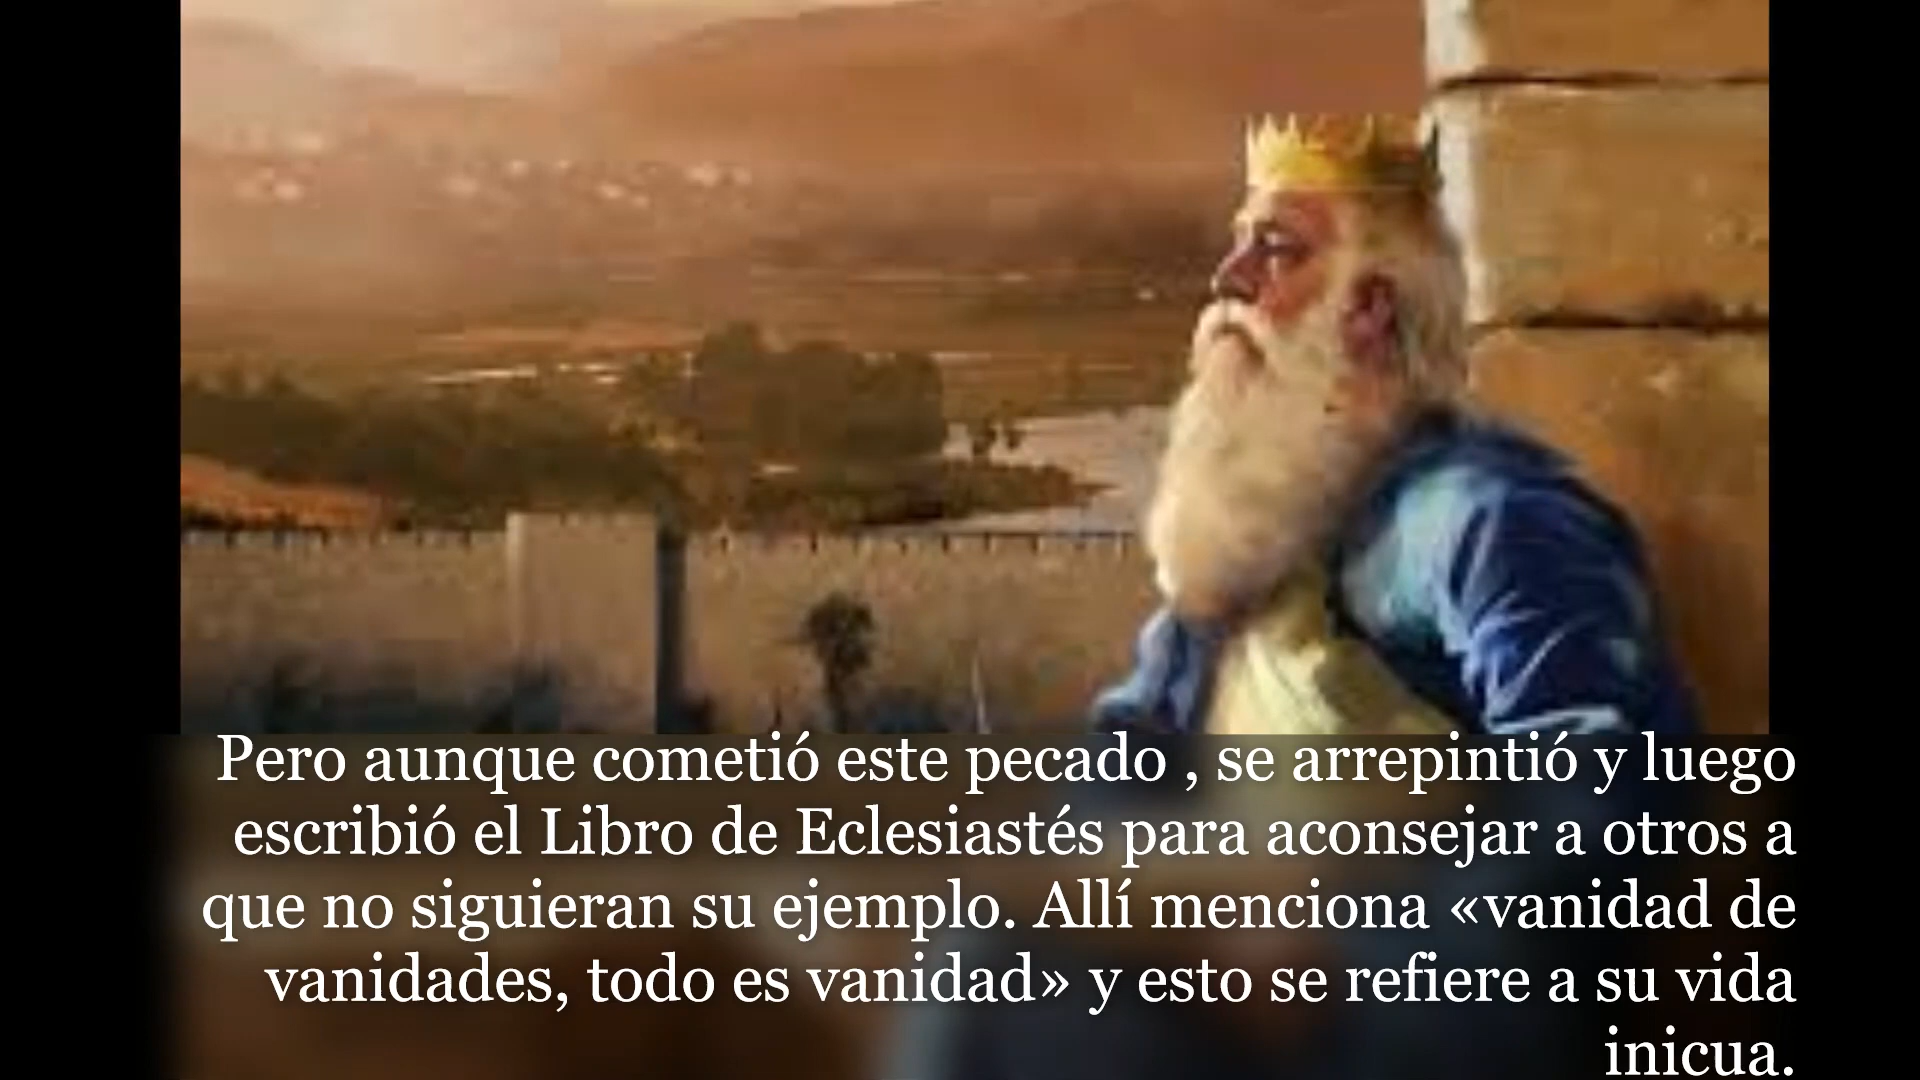 Pero aunque cometió este pecado , se arrepintió y luego
escribió el Libro de Eclesiastés para aconsejar a otros a
que no siguieran su ejemplo. Allí menciona «vanidad de
vanidades, todo es vanidad» y esto se refiere a su vida
inicua.